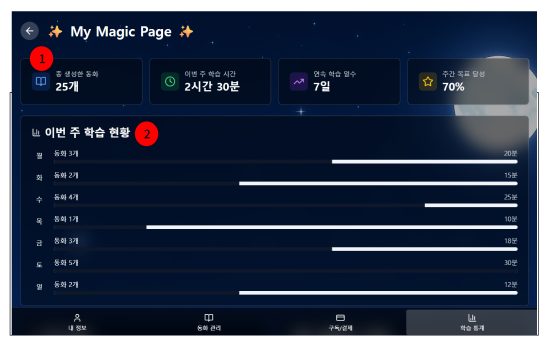 ✨ My Magic Page ✨
1
총 생성한 동화
25개
이번 주 학습 시간
2시간 30분
연속 학습 일수
7일
주간 목표 달성
70%
이번 주 학습 현황 2
월 동화 3개 20분
화 동화 2개 15분
수 동화 4개 25분
목 동화 1개 10분
금 동화 3개 18분
토 동화 5개 30분
일 동화 2개 12분
내 정보
동화 관리
구독/결제
학습 통계